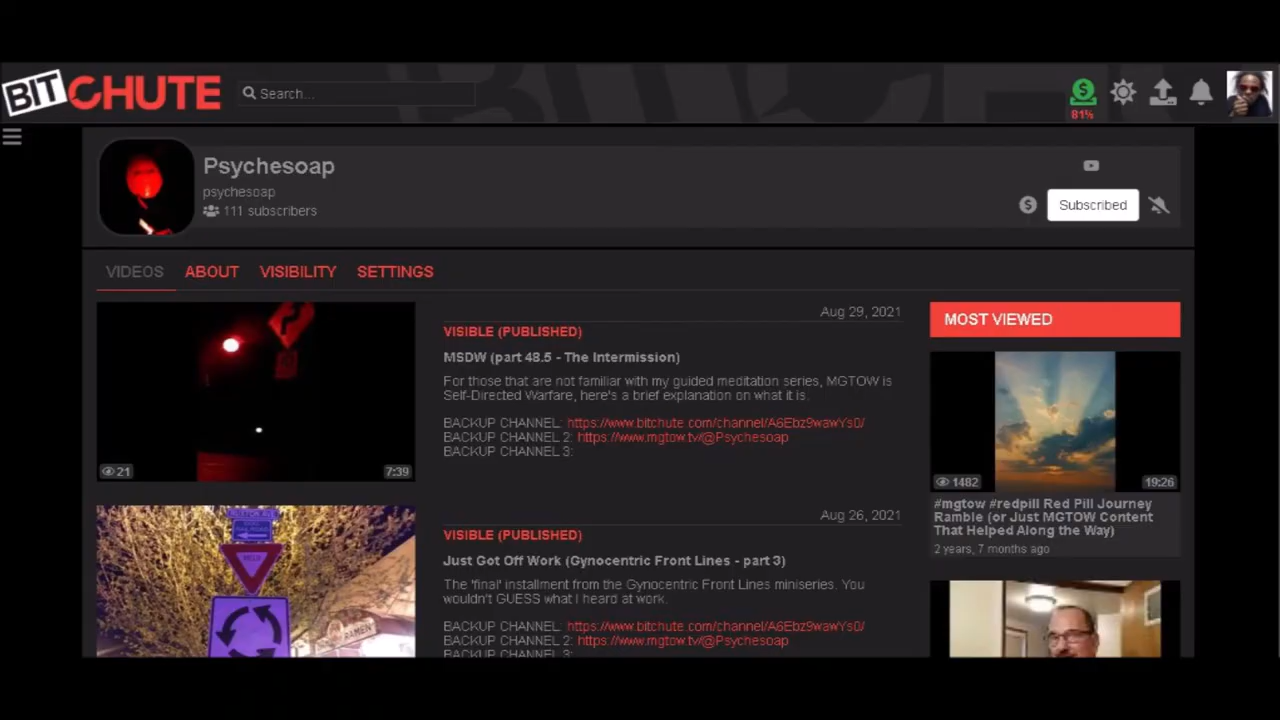 BITCHUTE
Search...
81%
Psychesoap
psychesoap
111 subscribers
Subscribed
VIDEOS ABOUT VISIBILITY SETTINGS
Aug 29, 2021
VISIBLE (PUBLISHED)
MSDW (part 48.5 - The Intermission)
For those that are not familiar with my guided meditation series, MGTOW is
Self-Directed Warfare, here's a brief explanation on what it is.
BACKUP CHANNEL: https://www.bitchute.com/channel/A6Ebz9wawYs0/
BACKUP CHANNEL 2: https://www.mgtow.tv/@Psychesoap
BACKUP CHANNEL 3:
21
7:39
Aug 26, 2021
VISIBLE (PUBLISHED)
Just Got Off Work (Gynocentric Front Lines - part 3)
The 'final' installment from the Gynocentric Front Lines miniseries. You
wouldn't GUESS what I heard at work.
BACKUP CHANNEL: https://www.bitchute.com/channel/A6Ebz9wawYs0/
BACKUP CHANNEL 2: https://www.mgtow.tv/@Psychesoap
BACKUP CHANNEL 3:
RAMEN
MOST VIEWED
1482
19:26
#mgtow #redpill Red Pill Journey
Ramble (or Just MGTOW Content
That Helped Along the Way)
2 years, 7 months ago